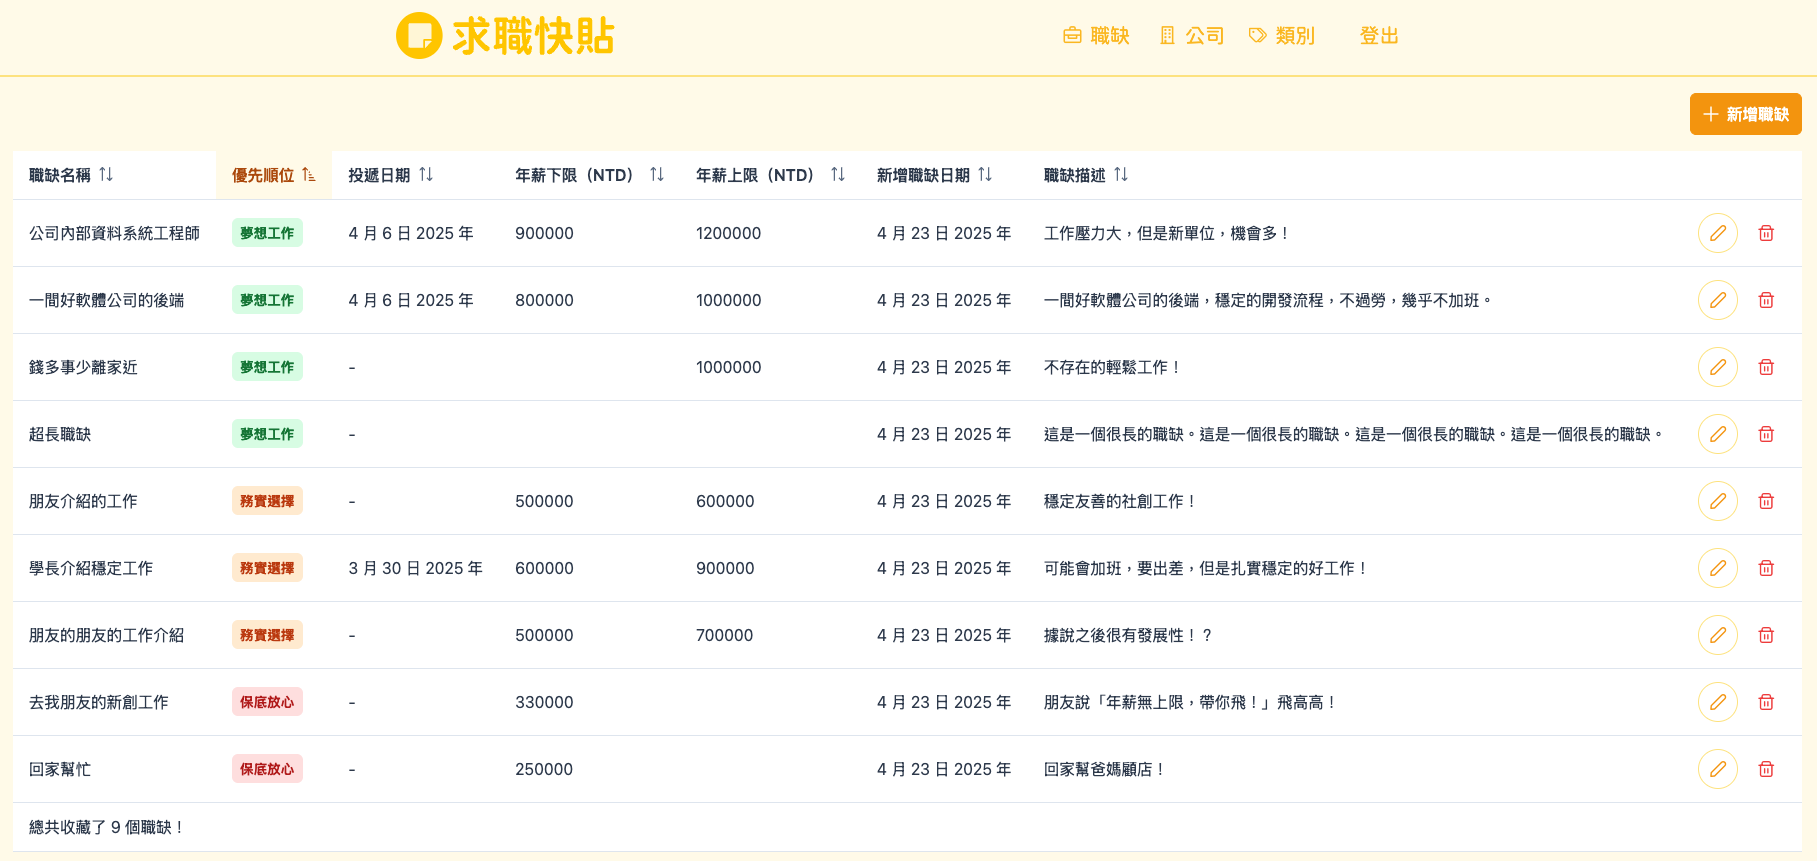 求職快貼
職缺 公司 類別 登出
新增職缺
職缺名稱 優先順位 投遞日期 年薪下限（NTD） 年薪上限（NTD） 新增職缺日期 職缺描述
公司內部資料系統工程師 夢想工作 4 月 6 日 2025 年 900000 1200000 4 月 23 日 2025 年 工作壓力大，但是新單位，機會多！
一間好軟體公司的後端 夢想工作 4 月 6 日 2025 年 800000 1000000 4 月 23 日 2025 年 一間好軟體公司的後端，穩定的開發流程，不過勞，幾乎不加班。
錢多事少離家近 夢想工作 - 1000000 4 月 23 日 2025 年 不存在的輕鬆工作！
超長職缺 夢想工作 - 4 月 23 日 2025 年 這是一個很長的職缺。這是一個很長的職缺。這是一個很長的職缺。這是一個很長的職缺。
朋友介紹的工作 務實選擇 - 500000 600000 4 月 23 日 2025 年 穩定友善的社創工作！
學長介紹穩定工作 務實選擇 3 月 30 日 2025 年 600000 900000 4 月 23 日 2025 年 可能會加班，要出差，但是扎實穩定的好工作！
朋友的朋友的工作介紹 務實選擇 - 500000 700000 4 月 23 日 2025 年 據說之後很有發展性！？
去我朋友的新創工作 保底放心 - 330000 4 月 23 日 2025 年 朋友說「年薪無上限，帶你飛！」飛高高！
回家幫忙 保底放心 - 250000 4 月 23 日 2025 年 回家幫爸媽顧店！
總共收藏了 9 個職缺！